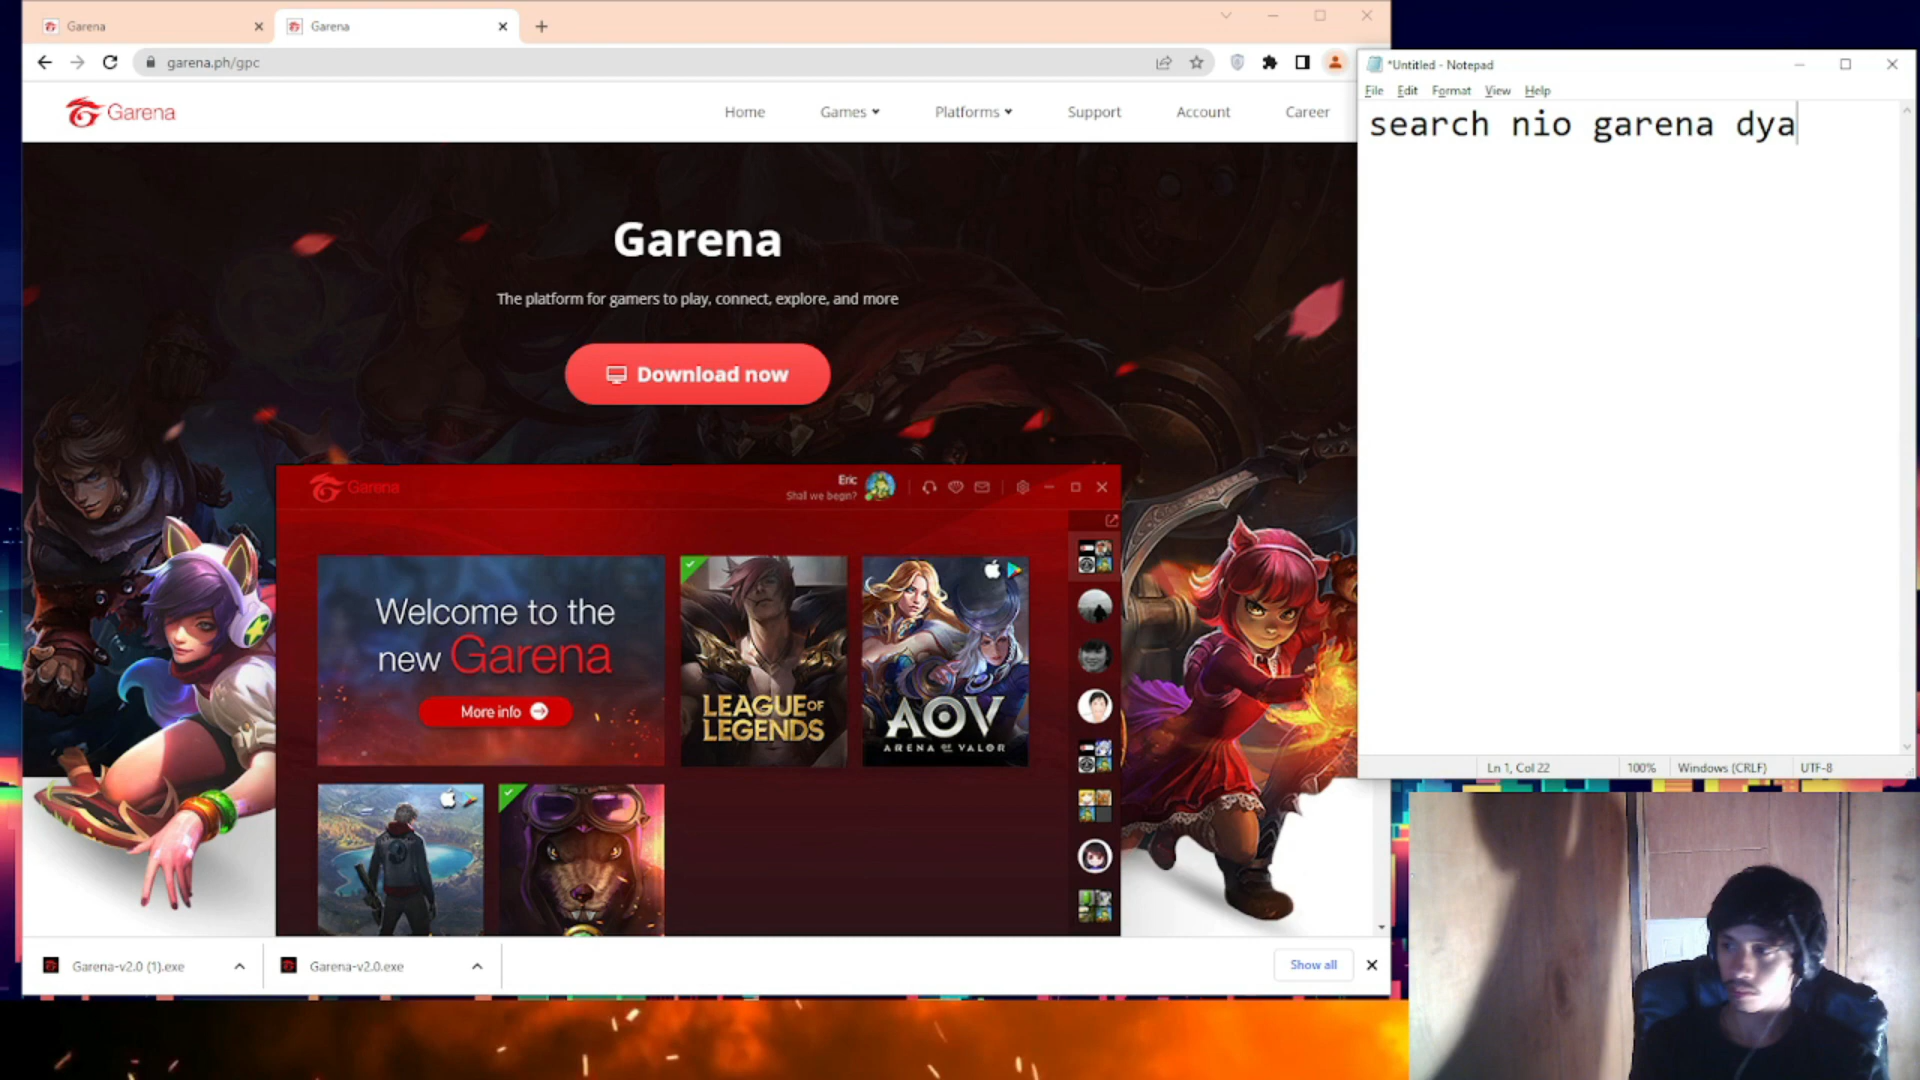 Garena
Garena
garena.ph/gpc
Garena
Home
Games
Platforms
Support
Account
Career
Garena
The platform for gamers to play, connect, explore, and more
Download now
Garena
Eric
Shall we begin?
Welcome to the
new Garena
More info
LEAGUE OF
LEGENDS
AOV
ARENA OF VALOR
Garena-v2.0 (1).exe
Garena-v2.0.exe
Show all
*Untitled - Notepad
File
Edit
Format
View
Help
search nio garena dya
Ln 1, Col 22
100%
Windows (CRLF)
UTF-8